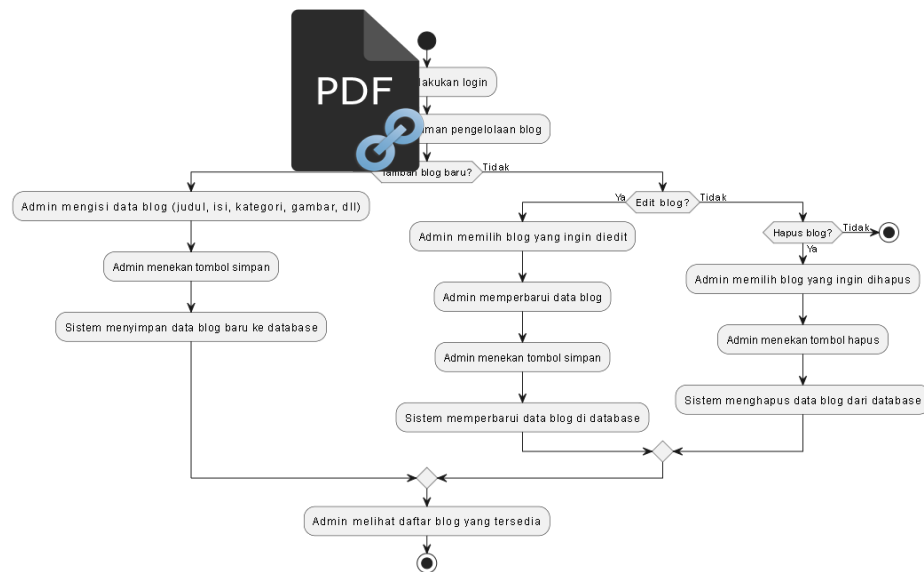 PDF
lakukan login
man pengelolaan blog
blog baru?
Tidak
Admin mengisi data blog (judul, isi, kategori, gambar, dll)
Ya
Edit blog?
Tidak
Admin memilih blog yang ingin diedit
Hapus blog?
Tidak
Ya
Admin menekan tombol simpan
Admin memilih blog yang ingin dihapus
Admin memperbarui data blog
Sistem menyimpan data blog baru ke database
Admin menekan tombol hapus
Admin menekan tombol simpan
Sistem menghapus data blog dari database
Sistem memperbarui data blog di database
Admin melihat daftar blog yang tersedia